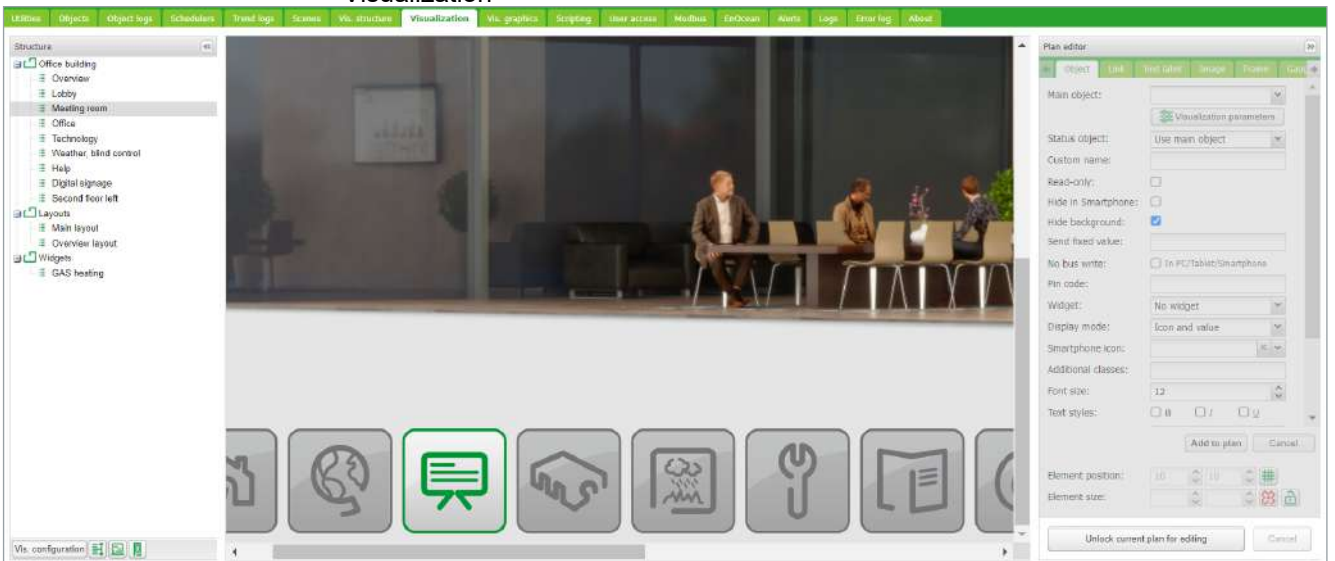 Visualization
Utilities Objects Object logs Schedulers Trend logs Scenes Vis. structure Visualization Vis. graphics Scripting User access Modbus EnOcean Alerts Logs Error log About
Structure
Office building
Overview
Lobby
Meeting room
Office
Technology
Weather, blind control
Help
Digital signage
Second floor left
Layouts
Main layout
Overview layout
Widgets
GAS heating
Vis. configuration
Plan editor
Object Link Text label Image Frame
Main object:
Visualization parameters
Status object: Use main object
Custom name:
Read-only:
Hide in Smartphone:
Hide background:
Send fixed value:
No bus write: In PC/Tablet/Smartphone
Pin code:
Widget: No widget
Display mode: Icon and value
Smartphone icon:
Additional classes:
Font size: 12
Text styles: B I U
Add to plan Cancel
Element position: 10 10
Element size:
Unlock current plan for editing Cancel